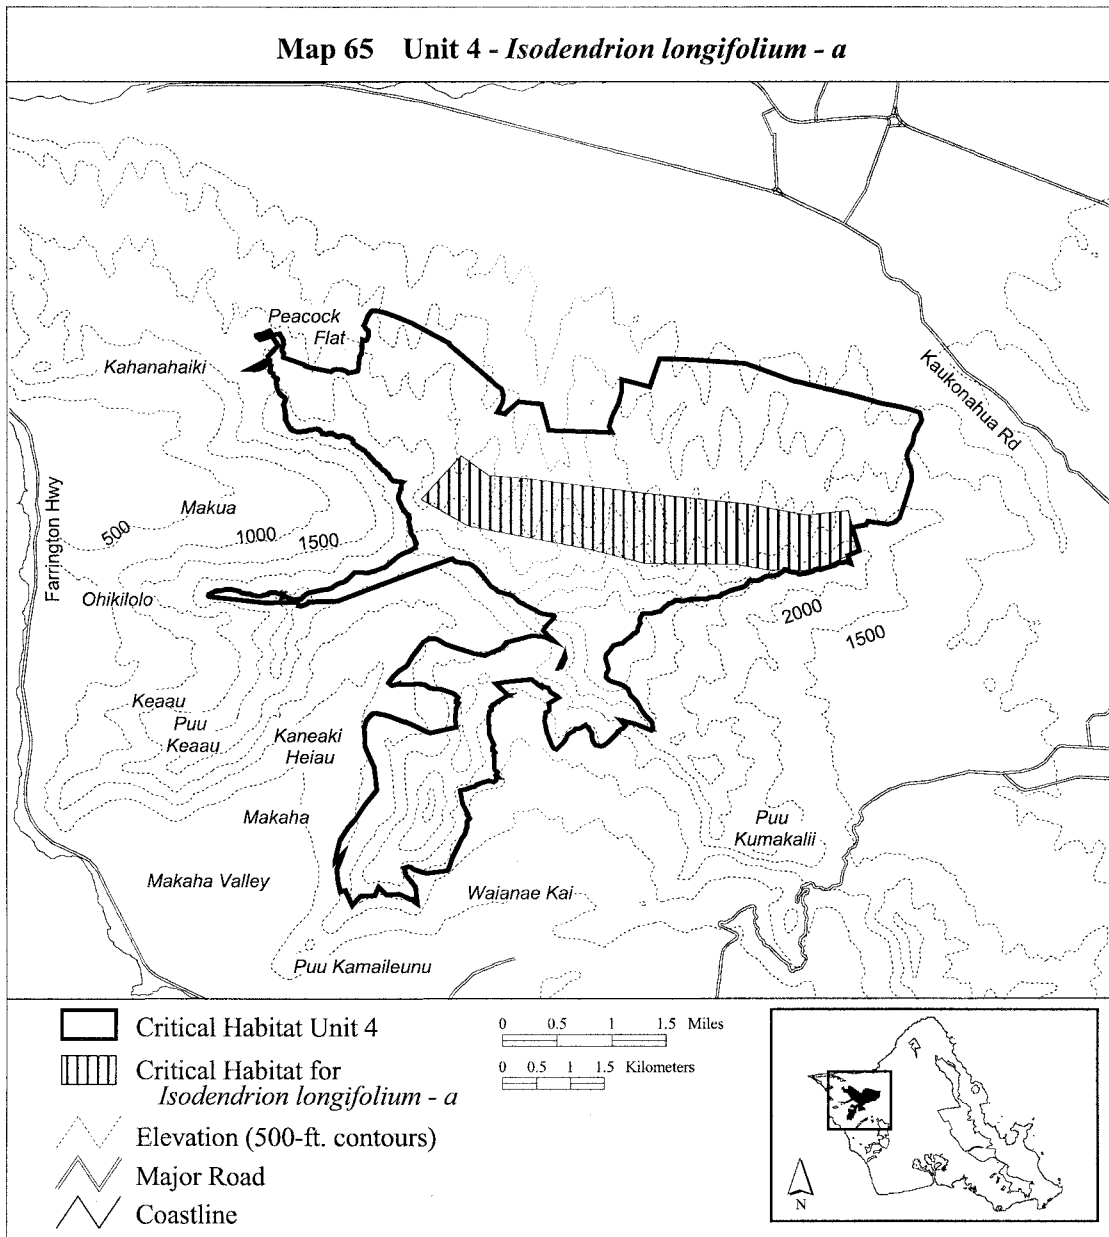 Map 65 Unit 4 - Isodendrion longifolium - a
Peacock
Flat
Kahanahaiki
Kaukonahua Rd
Farrington Hwy
Makua
500
1000
1500
Ohikilolo
2000
1500
Keaau
Puu
Keaau
Kaneaki
Heiau
Makaha
Puu
Kumakalii
Makaha Valley
Waianae Kai
Puu Kamaileunu
Critical Habitat Unit 4
Critical Habitat for
Isodendrion longifolium - a
Elevation (500-ft. contours)
Major Road
Coastline
0 0.5 1 1.5 Miles
0 0.5 1 1.5 Kilometers
N